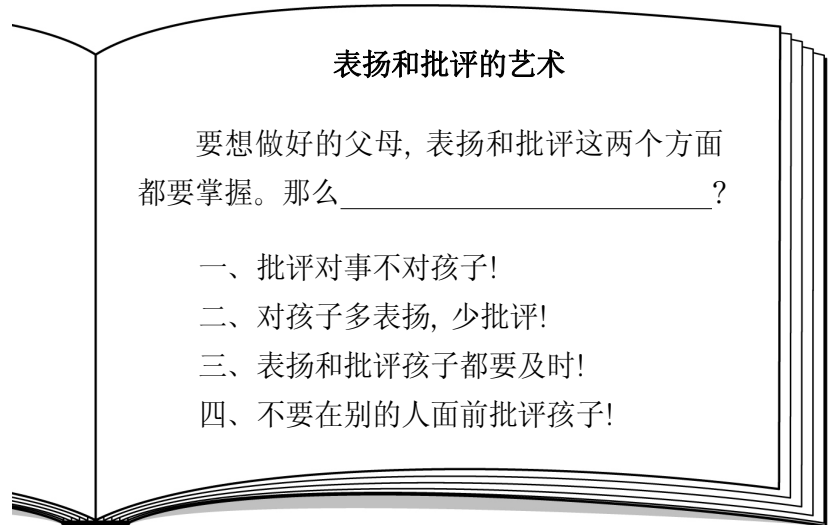 表扬和批评的艺术
要想做好的父母, 表扬和批评这两个方面
都要掌握。那么____________________?
一、批评对事不对孩子!
二、对孩子多表扬, 少批评!
三、表扬和批评孩子都要及时!
四、不要在别的人面前批评孩子!